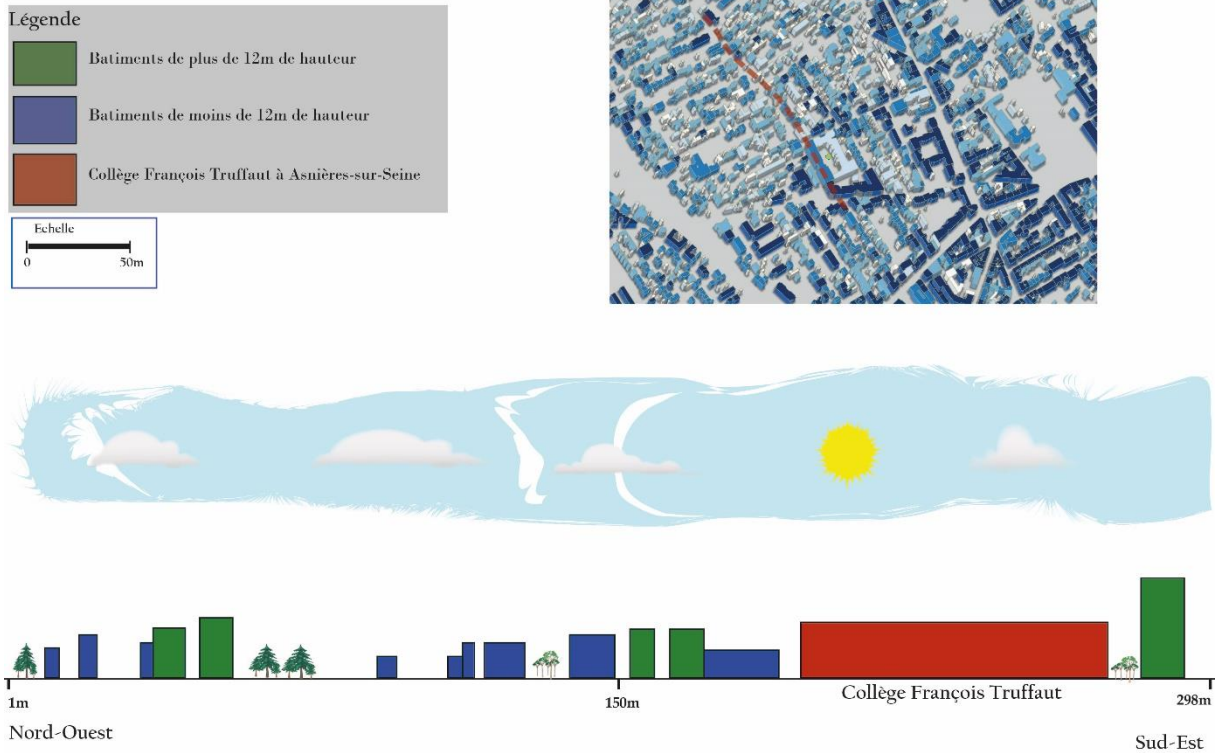 Légende
Batiments de plus de 12m de hauteur
Batiments de moins de 12m de hauteur
Collège François Truffaut à Asnières-sur-Seine
Echelle
0 50m
Collège François Truffaut
1m 150m 298m
Nord-Ouest
Sud-Est